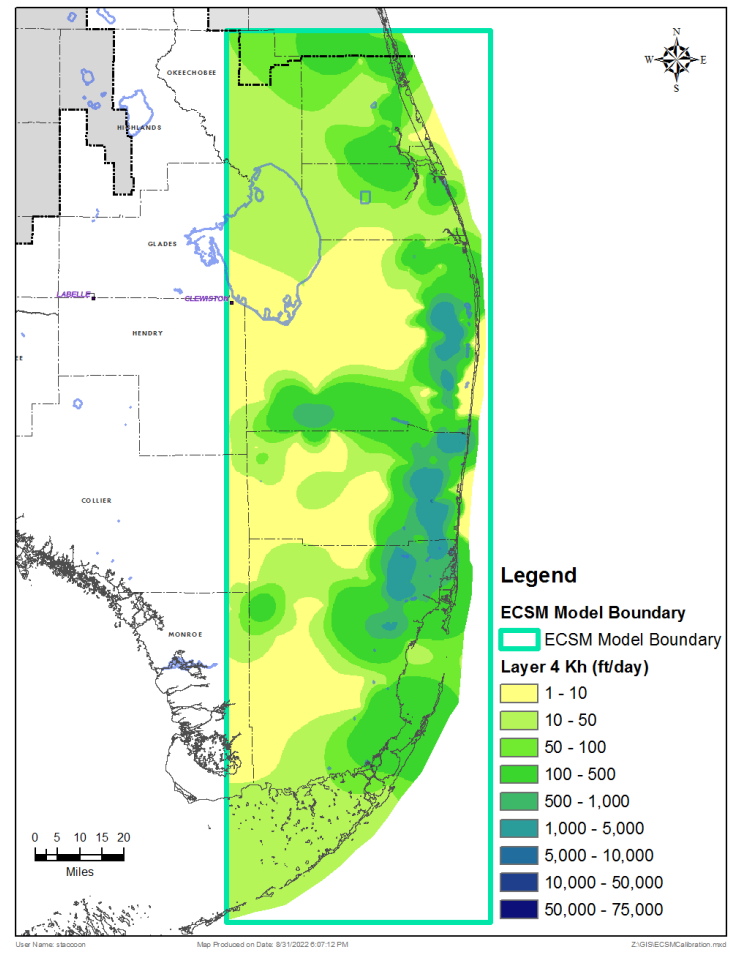 N
W E
S
OKEECHOBEE
HIGHLANDS
GLADES
LABELLE
CLEWISTON
HENDRY
EE
COLLIER
MONROE
Legend
ECSM Model Boundary
ECSM Model Boundary
Layer 4 Kh (ft/day)
1 - 10
10 - 50
50 - 100
100 - 500
500 - 1,000
1,000 - 5,000
5,000 - 10,000
10,000 - 50,000
50,000 - 75,000
0 5 10 15 20
Miles
User Name: staccoon
Map Produced on Date: 8/31/2022 6:07:12 PM
Z:\GIS\ECSMCalibration.mxd